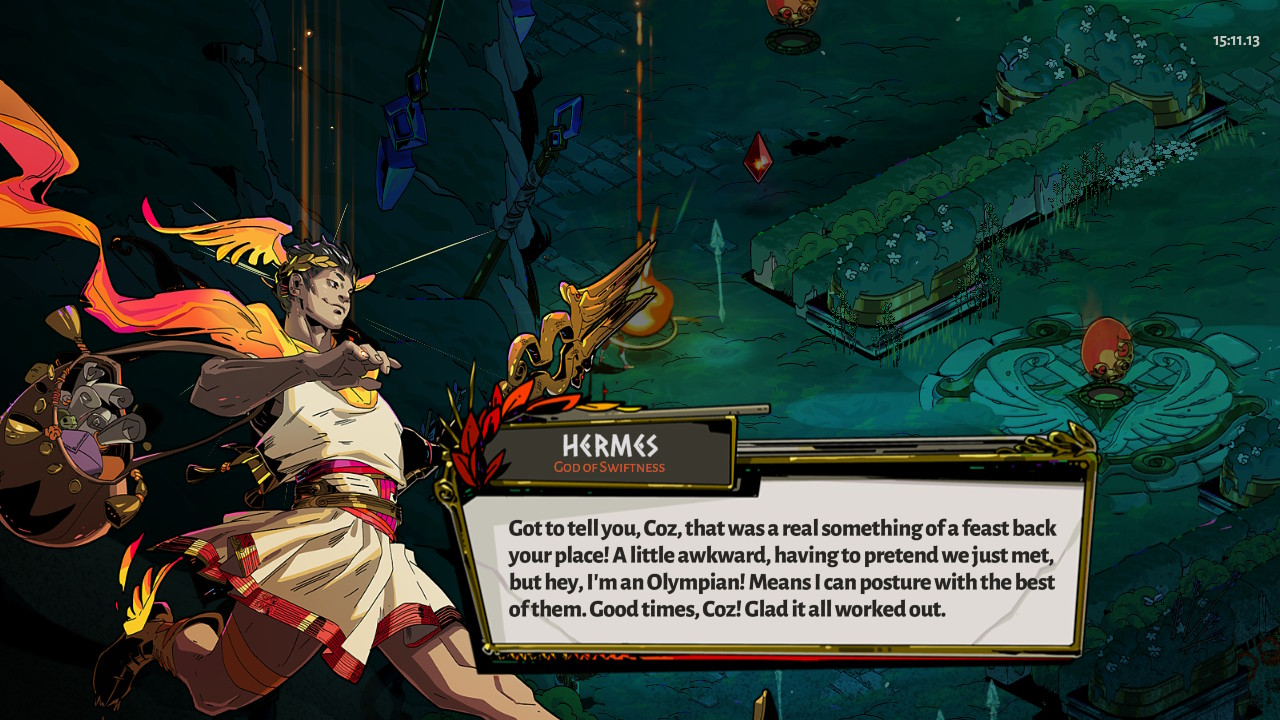 15:11.13
HERMES
GOD OF SWIFTNESS
Got to tell you, Coz, that was a real something of a feast back
your place! A little awkward, having to pretend we just met,
but hey, I'm an Olympian! Means I can posture with the best
of them. Good times, Coz! Glad it all worked out.